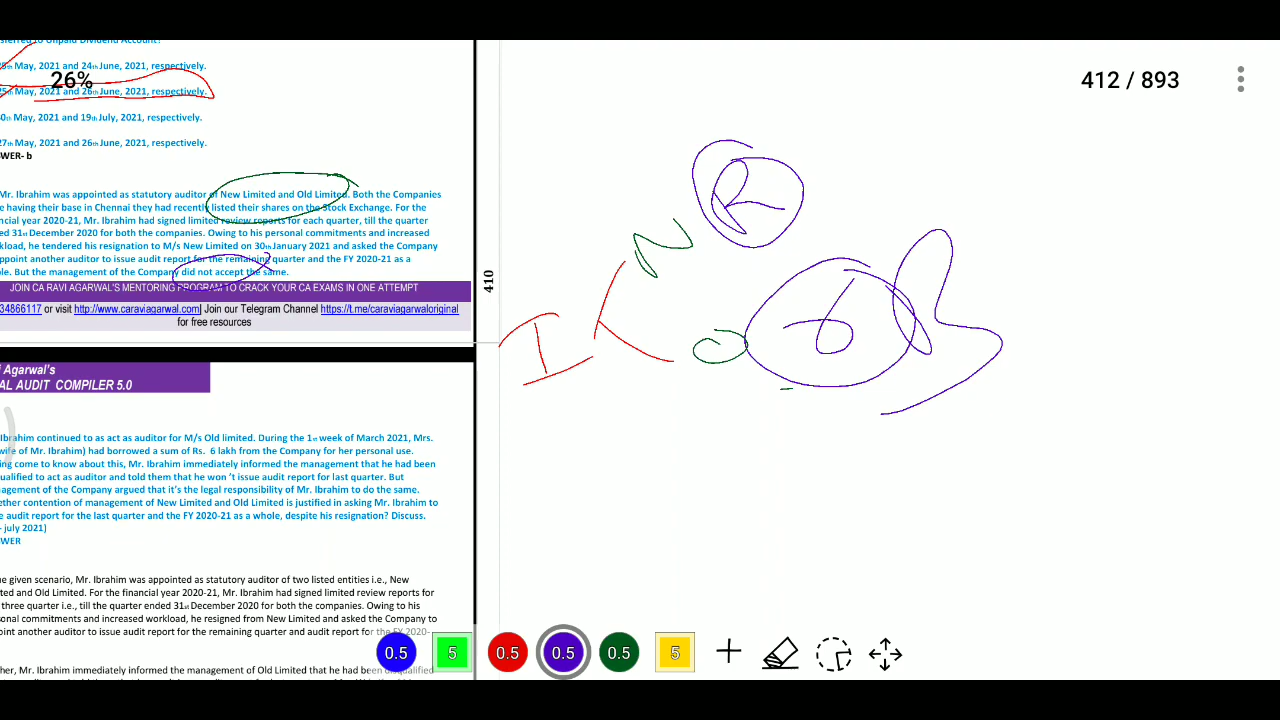 sferred to Unpaid Dividend Account?
25th May, 2021 and 24th June, 2021, respectively.
26%
25th May, 2021 and 26th June, 2021, respectively.
30th May, 2021 and 19th July, 2021, respectively.
27th May, 2021 and 26th June, 2021, respectively.
WER- b
Mr. Ibrahim was appointed as statutory auditor of New Limited and Old Limited. Both the Companies
e having their base in Chennai they had recently listed their shares on the Stock Exchange. For the
ncial year 2020-21, Mr. Ibrahim had signed limited review reports for each quarter, till the quarter
ed 31st December 2020 for both the companies. Owing to his personal commitments and increased
kload, he tendered his resignation to M/s New Limited on 30th January 2021 and asked the Company
appoint another auditor to issue audit report for the remaining quarter and the FY 2020-21 as a
le. But the management of the Company did not accept the same.
JOIN CA RAVI AGARWAL'S MENTORING PROGRAM TO CRACK YOUR CA EXAMS IN ONE ATTEMPT
34866117 or visit http://www.caraviagarwal.com| Join our Telegram Channel https://t.me/caraviagarwaloriginal
for free resources
410
i Agarwal's
AL AUDIT COMPILER 5.0
Ibrahim continued to as act as auditor for M/s Old limited. During the 1st week of March 2021, Mrs.
wife of Mr. Ibrahim) had borrowed a sum of Rs. 6 lakh from the Company for her personal use.
ing come to know about this, Mr. Ibrahim immediately informed the management that he had been
qualified to act as auditor and told them that he won 't issue audit report for last quarter. But
nagement of the Company argued that it's the legal responsibility of Mr. Ibrahim to do the same.
ether contention of management of New Limited and Old Limited is justified in asking Mr. Ibrahim to
e audit report for the last quarter and the FY 2020-21 as a whole, despite his resignation? Discuss.
- july 2021)
WER
he given scenario, Mr. Ibrahim was appointed as statutory auditor of two listed entities i.e., New
ited and Old Limited. For the financial year 2020-21, Mr. Ibrahim had signed limited review reports for
three quarter i.e., till the quarter ended 31st December 2020 for both the companies. Owing to his
sonal commitments and increased workload, he resigned from New Limited and asked the Company to
point another auditor to issue audit report for the remaining quarter and audit report for the FY 2020-
her, Mr. Ibrahim immediately informed the management of Old Limited that he had been disqualified
412 / 893
R
N
I
O
0.5 5 0.5 0.5 0.5 5